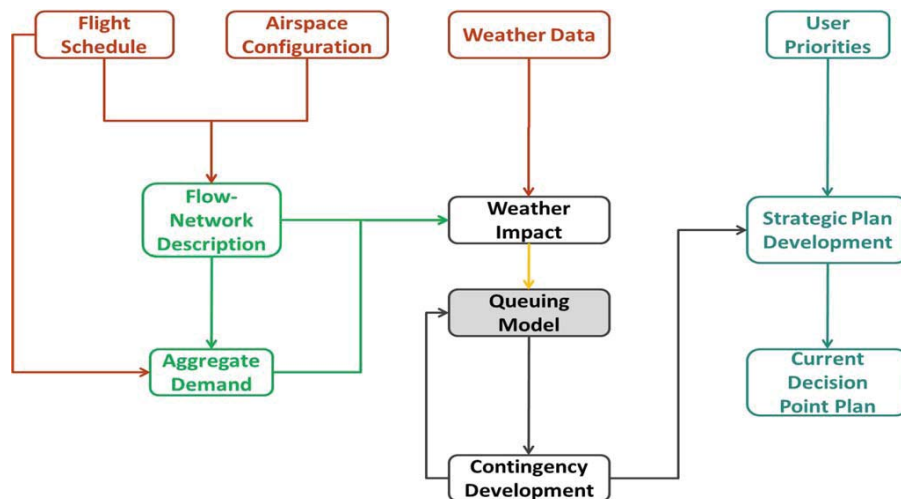 Flight
Schedule
Airspace
Configuration
Weather Data
User
Priorities
Flow-
Network
Description
Weather
Impact
Strategic Plan
Development
Queuing
Model
Aggregate
Demand
Current
Decision
Point Plan
Contingency
Development